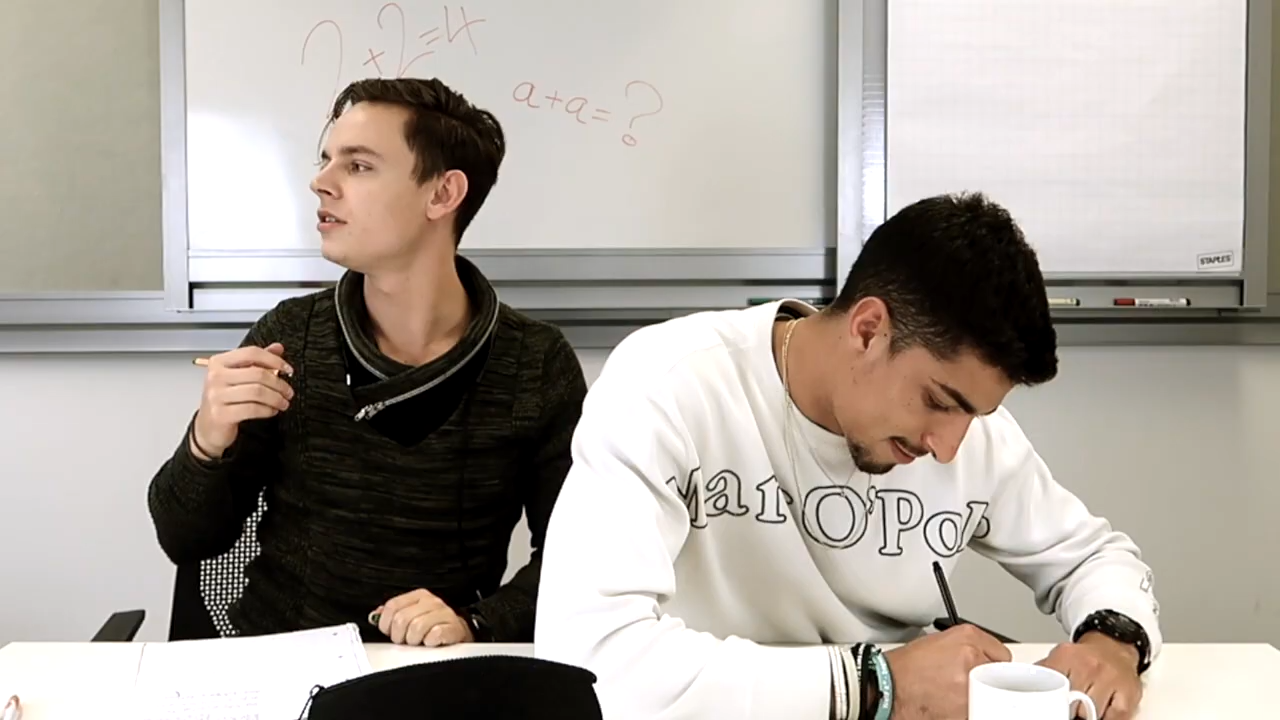 2 x 2 = 4
a + a = ?
STAPLES
Marc O'Polo